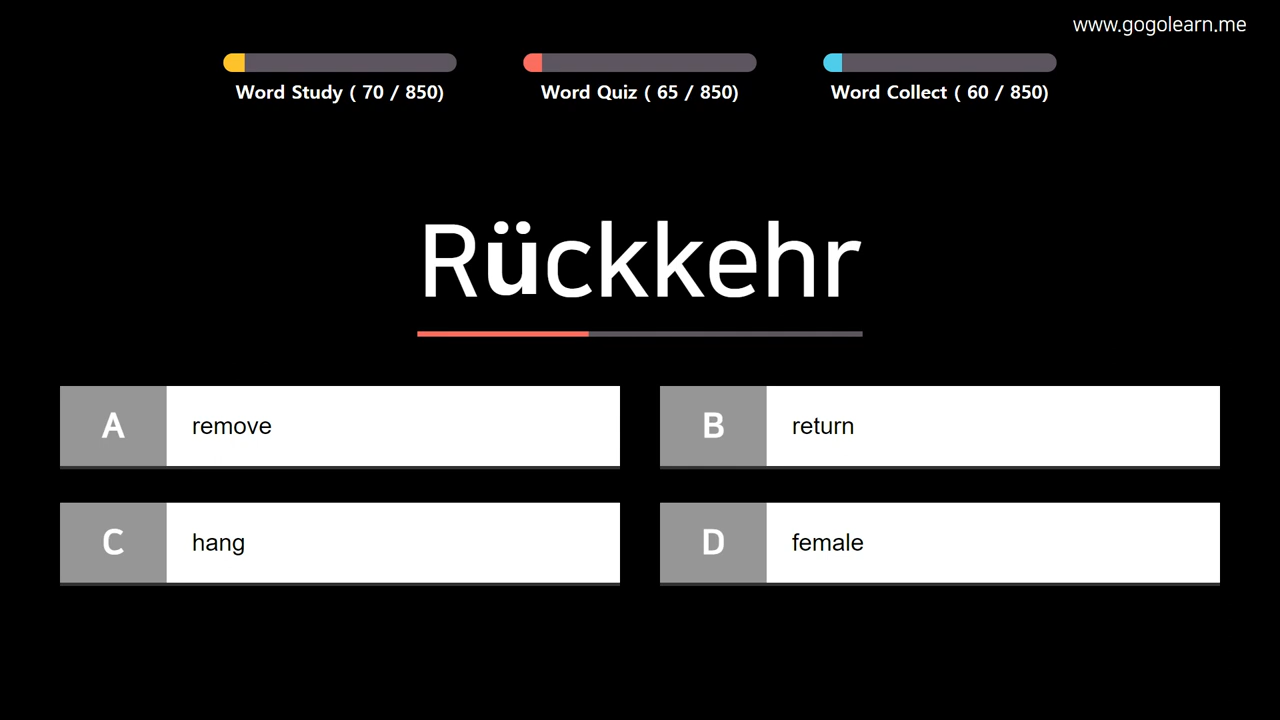 www.gogolearn.me
Word Study ( 70 / 850)
Word Quiz ( 65 / 850)
Word Collect ( 60 / 850)
Rückkehr
A remove
B return
C hang
D female